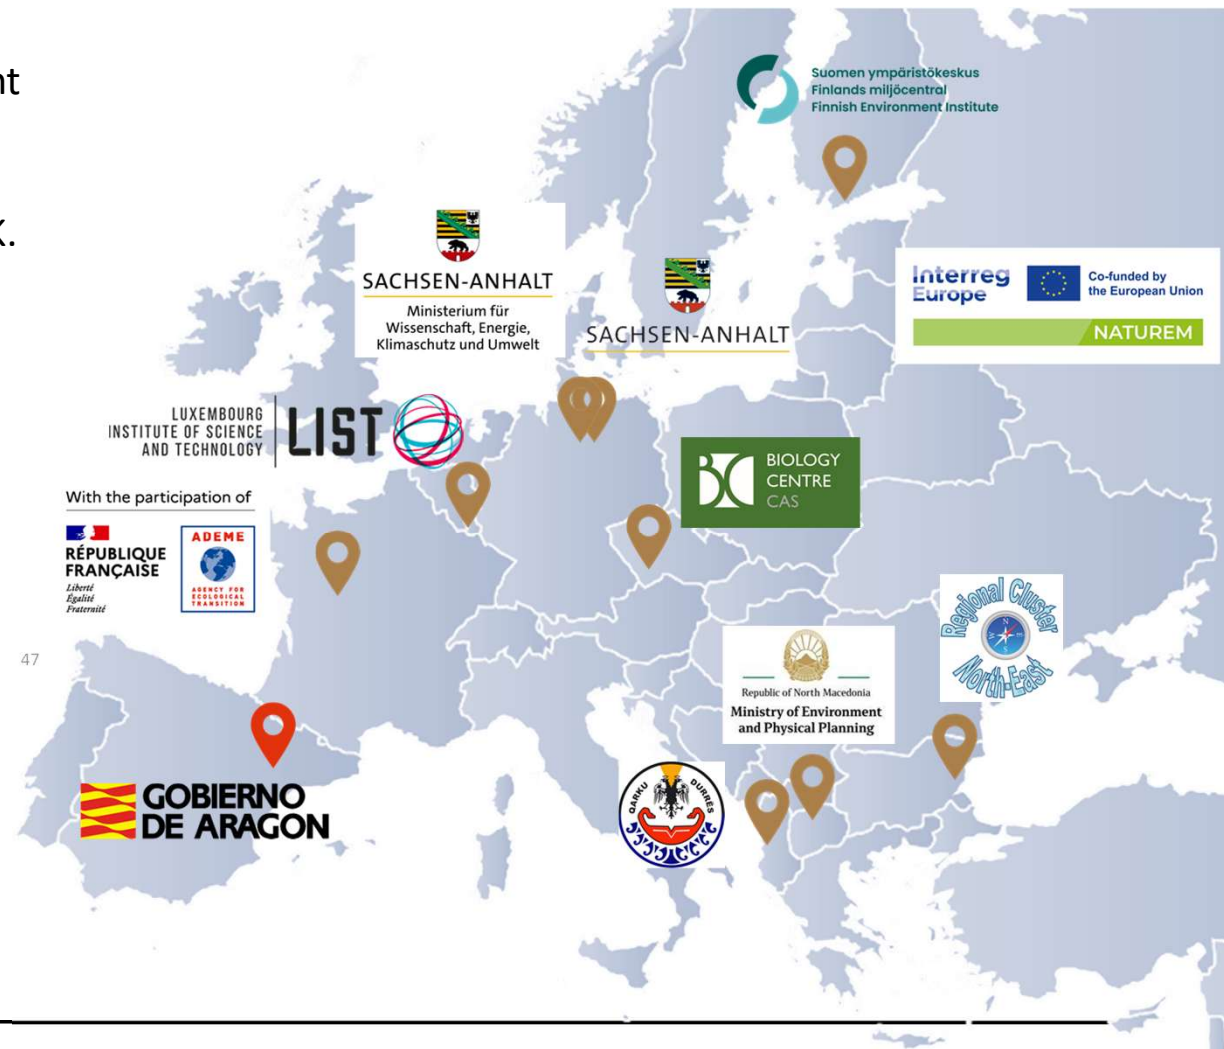 nt
k.
Suomen ympäristökeskus
Finlands miljöcentral
Finnish Environment Institute
SACHSEN-ANHALT
Ministerium für
Wissenschaft, Energie,
Klimaschutz und Umwelt
SACHSEN-ANHALT
Interreg
Europe
Co-funded by
the European Union
NATUREM
LUXEMBOURG
INSTITUTE OF SCIENCE
AND TECHNOLOGY
LIST
BIOLOGY
CENTRE
CAS
With the participation of
RÉPUBLIQUE
FRANÇAISE
Liberté
Égalité
Fraternité
ADEME
AGENCY FOR
ECOLOGICAL
TRANSITION
Regional Cluster
N
W E
S
North-East
47
Republic of North Macedonia
Ministry of Environment
and Physical Planning
QARKU DURRËS
GOBIERNO
DE ARAGON